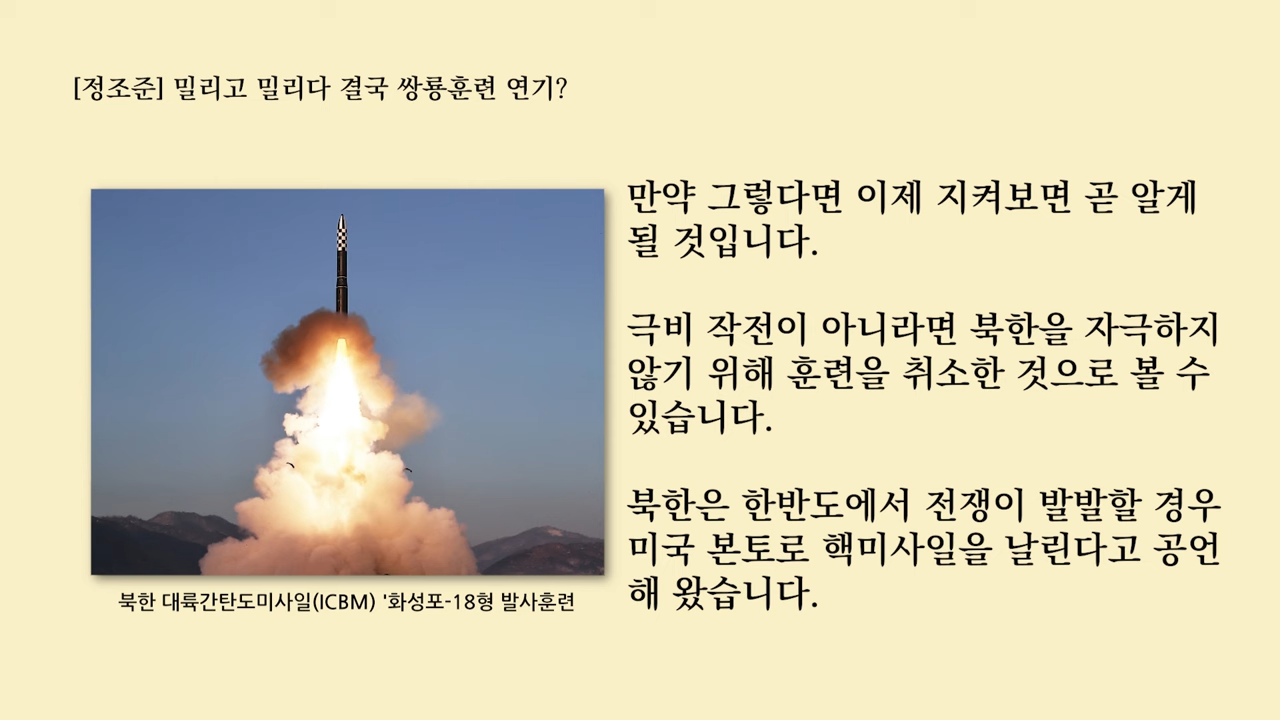 [정조준] 밀리고 밀리다 결국 쌍룡훈련 연기?
만약 그렇다면 이제 지켜보면 곧 알게
될 것입니다.
극비 작전이 아니라면 북한을 자극하지
않기 위해 훈련을 취소한 것으로 볼 수
있습니다.
북한은 한반도에서 전쟁이 발발할 경우
미국 본토로 핵미사일을 날린다고 공언
해 왔습니다.
북한 대륙간탄도미사일(ICBM) '화성포-18형 발사훈련